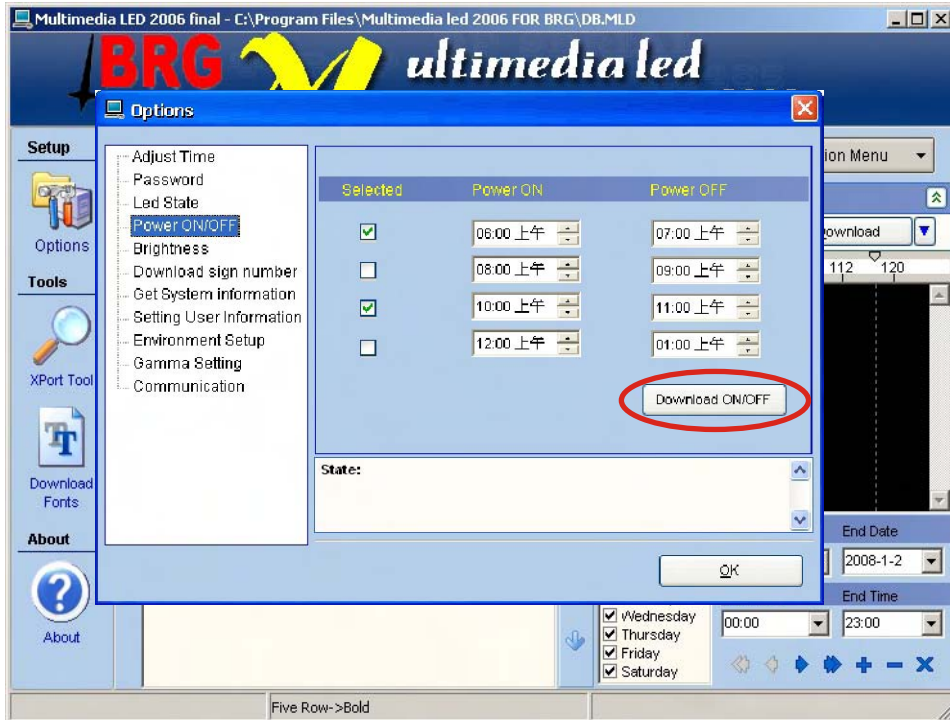 Multimedia LED 2006 final - C:\Program Files\Multimedia led 2006 FOR BRG\DB.MLD
BRG Multimedia led
Options
Setup
Options
Tools
XPort Tool
Download
Fonts
About
About
Adjust Time
Password
Led State
Power ON/OFF
Brightness
Download sign number
Get System information
Setting User Information
Environment Setup
Gamma Setting
Communication
Selected Power ON Power OFF
06:00 上午 07:00 上午
08:00 上午 09:00 上午
10:00 上午 11:00 上午
12:00 上午 01:00 上午
Download ON/OFF
State:
OK
ion Menu
ownload
112 120
End Date
2008-1-2
End Time
Wednesday
Thursday
Friday
Saturday
00:00 23:00
Five Row->Bold